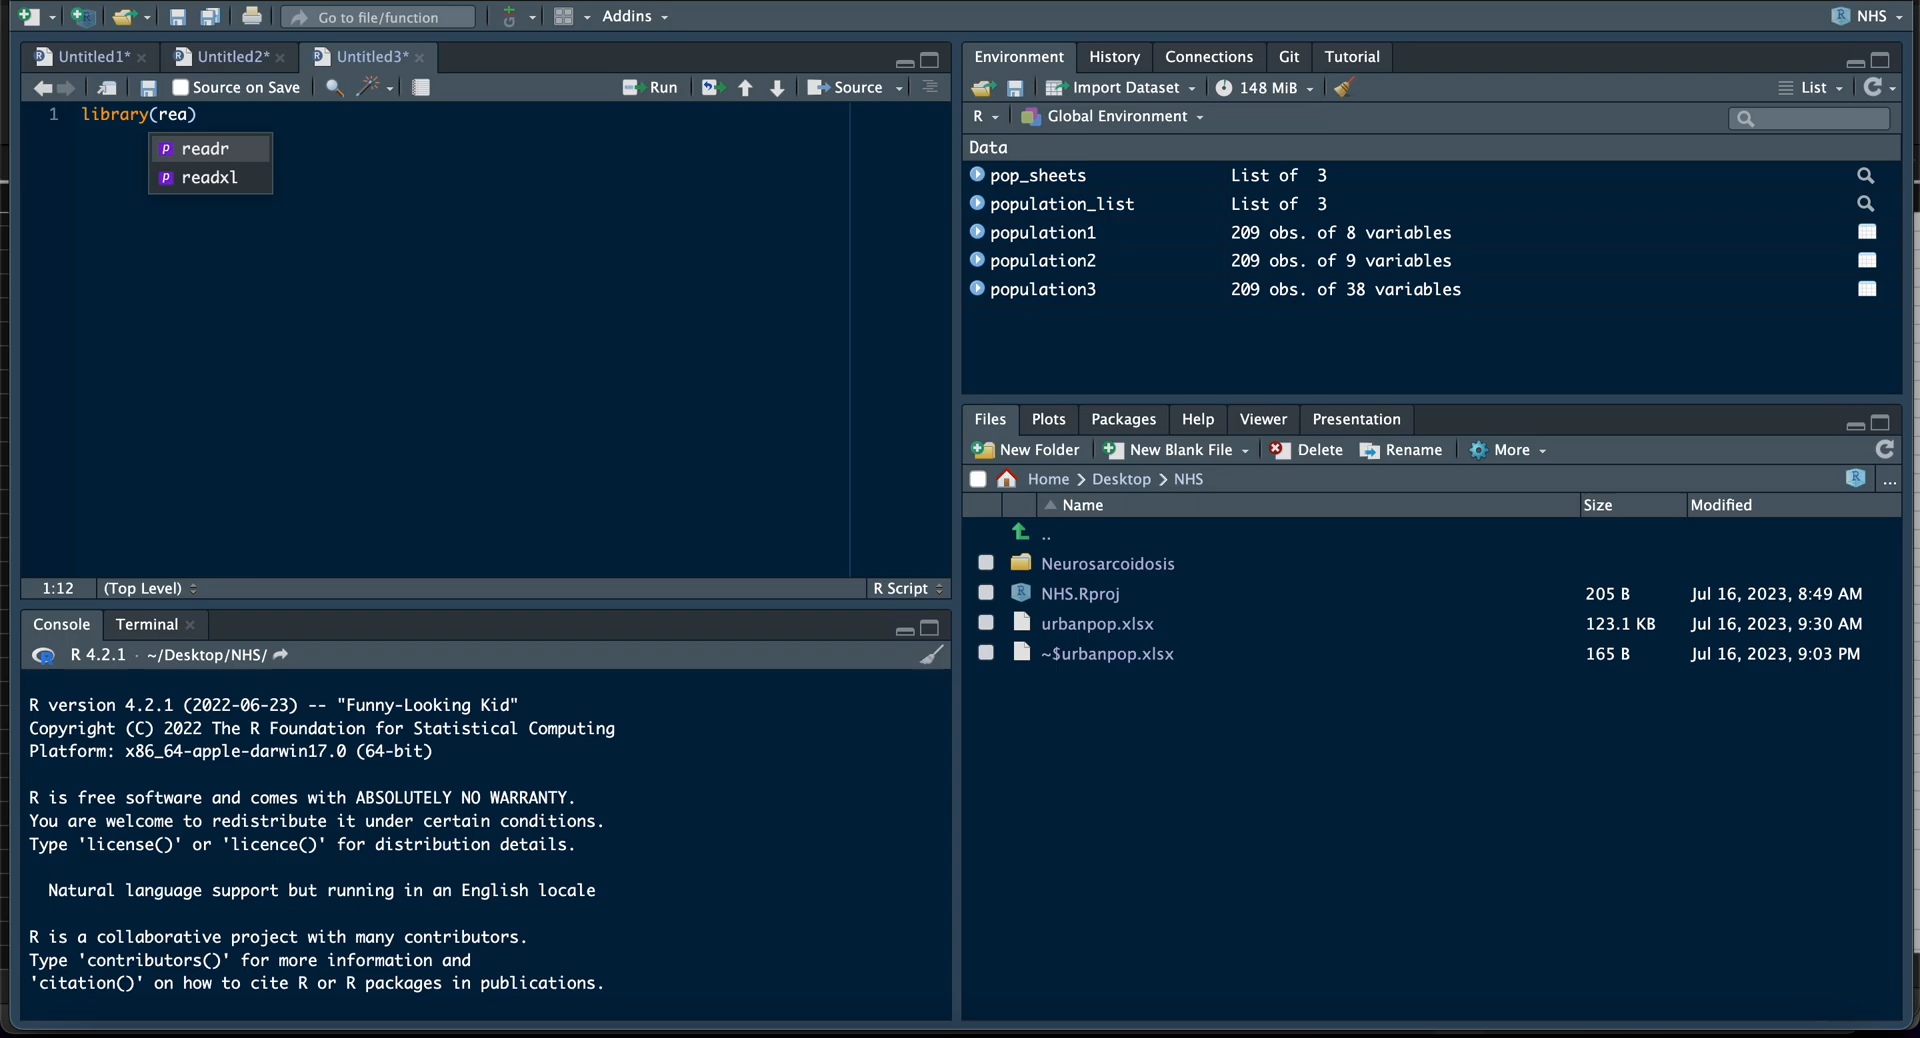 Go to file/function
Addins
NHS
Untitled1*
Untitled2*
Untitled3*
Source on Save
Run
Source
1 library(rea)
readr
readxl
1:12 (Top Level) R Script
Console Terminal
R 4.2.1 · ~/Desktop/NHS/
R version 4.2.1 (2022-06-23) -- "Funny-Looking Kid"
Copyright (C) 2022 The R Foundation for Statistical Computing
Platform: x86_64-apple-darwin17.0 (64-bit)
R is free software and comes with ABSOLUTELY NO WARRANTY.
You are welcome to redistribute it under certain conditions.
Type 'license()' or 'licence()' for distribution details.
Natural language support but running in an English locale
R is a collaborative project with many contributors.
Type 'contributors()' for more information and
'citation()' on how to cite R or R packages in publications.
Environment History Connections Git Tutorial
Import Dataset 148 MiB List
R Global Environment
Data
pop_sheets List of 3
population_list List of 3
population1 209 obs. of 8 variables
population2 209 obs. of 9 variables
population3 209 obs. of 38 variables
Files Plots Packages Help Viewer Presentation
New Folder New Blank File Delete Rename More
Home > Desktop > NHS ...
Name Size Modified
..
Neurosarcoidosis
NHS.Rproj 205 B Jul 16, 2023, 8:49 AM
urbanpop.xlsx 123.1 KB Jul 16, 2023, 9:30 AM
~$urbanpop.xlsx 165 B Jul 16, 2023, 9:03 PM